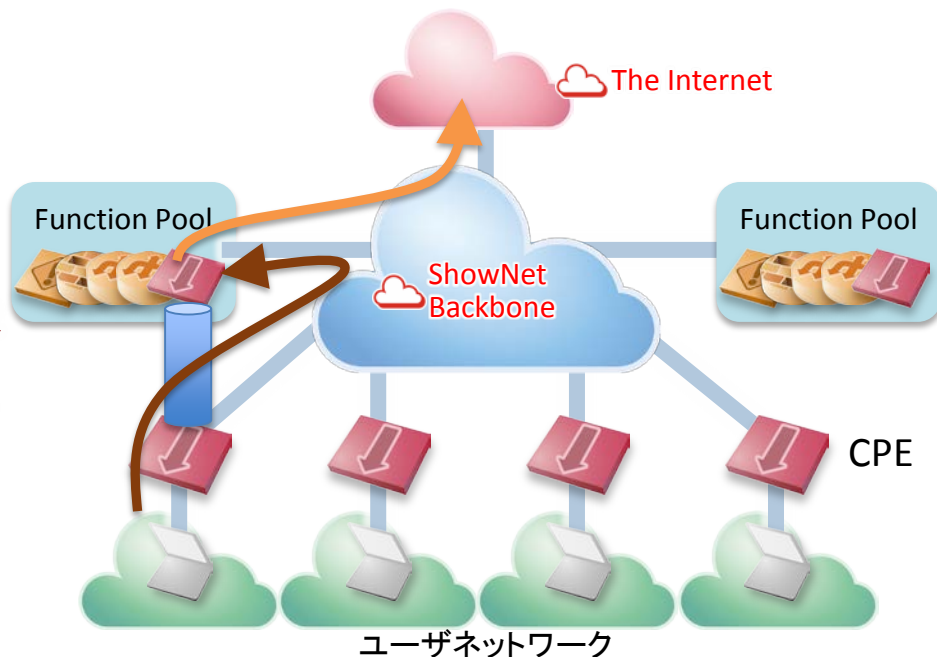 The Internet
Function Pool
Function Pool
ShowNet
Backbone
CPE
ユーザネットワーク